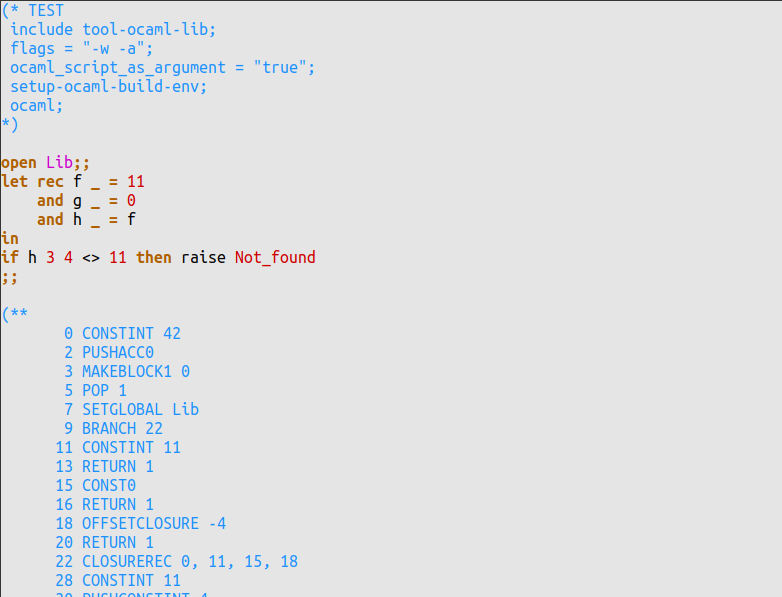 (* TEST
 include tool-ocaml-lib;
 flags = "-w -a";
 ocaml_script_as_argument = "true";
 setup-ocaml-build-env;
 ocaml;
*)

open Lib;;
let rec f _ = 11
    and g _ = 0
    and h _ = f
in
if h 3 4 <> 11 then raise Not_found
;;

(**
       0 CONSTINT 42
       2 PUSHACC0
       3 MAKEBLOCK1 0
       5 POP 1
       7 SETGLOBAL Lib
       9 BRANCH 22
      11 CONSTINT 11
      13 RETURN 1
      15 CONST0
      16 RETURN 1
      18 OFFSETCLOSURE -4
      20 RETURN 1
      22 CLOSUREREC 0, 11, 15, 18
      28 CONSTINT 11
      30 PUSHCONSTINT 4